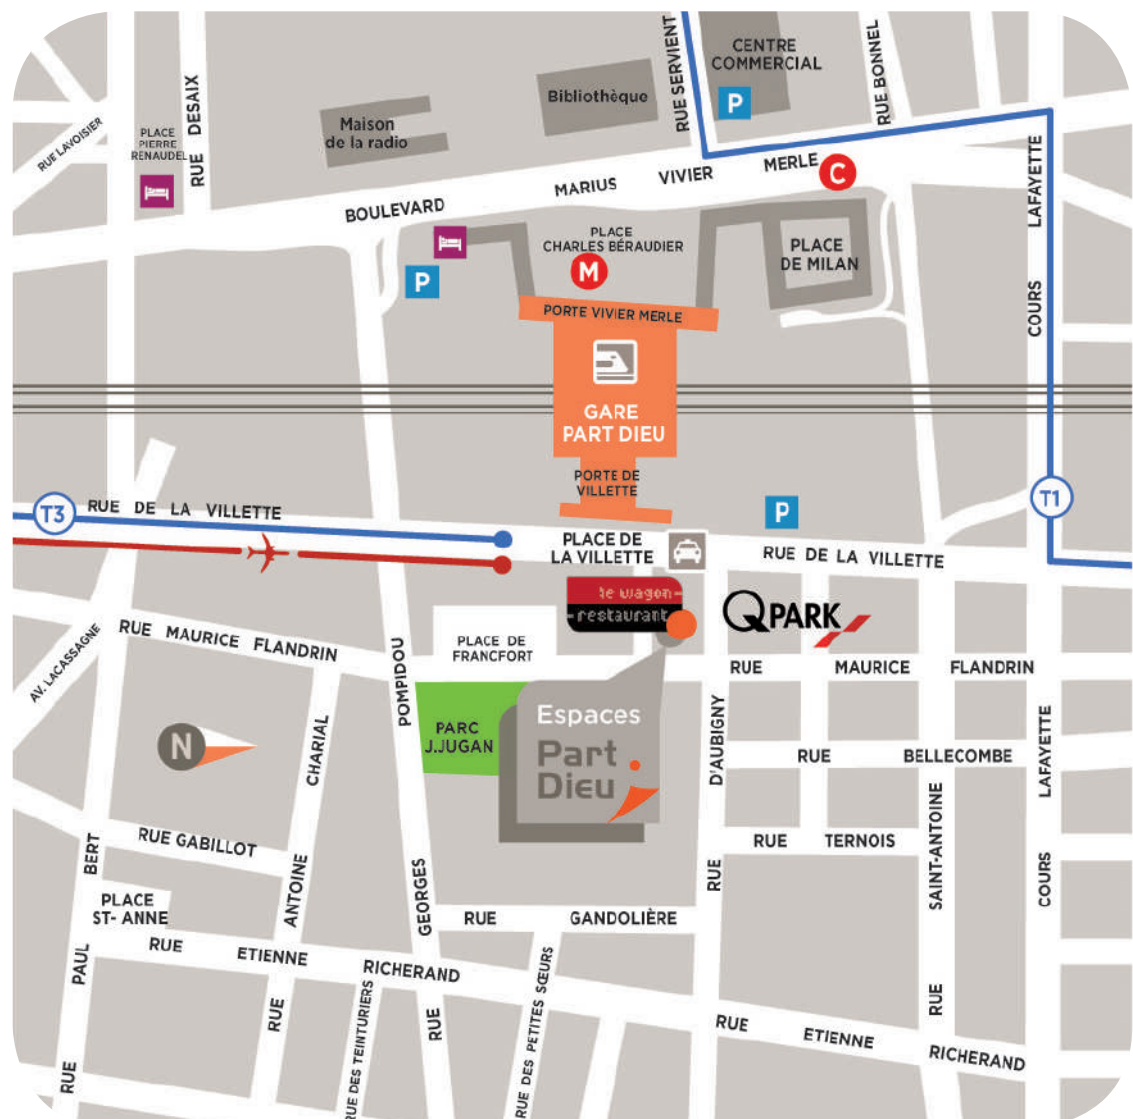 CENTRE
COMMERCIAL
P
RUE SERVIENT
RUE BONNEL
Bibliothèque
RUE DESAIX
RUE LAVOISIER
PLACE
PIERRE
RENAUDEL
Maison
de la radio
BOULEVARD MARIUS VIVIER MERLE
C
COURS LAFAYETTE
PLACE
CHARLES BÉRAUDIER
M
PLACE
DE MILAN
P
PORTE VIVIER MERLE
GARE
PART DIEU
PORTE DE
VILLETTE
T3
RUE DE LA VILLETTE
P
T1
PLACE DE
LA VILLETTE
RUE DE LA VILLETTE
le wagon
restaurant
Q PARK
AV. LACASSAGNE
RUE MAURICE FLANDRIN
PLACE DE
FRANCFORT
RUE MAURICE FLANDRIN
PARC
J.JUGAN
Espaces
Part
Dieu
N
RUE GEORGES POMPIDOU
RUE ANTOINE CHARIAL
RUE D'AUBIGNY
RUE BELLECOMBE
COURS LAFAYETTE
RUE TERNOIS
RUE SAINT-ANTOINE
RUE GABILLOT
RUE PAUL BERT
PLACE
ST- ANNE
RUE GANDOLIÈRE
RUE ETIENNE RICHERAND
RUE DES TEINTURIERS
RUE DES PETITES SŒURS
RUE ETIENNE RICHERAND